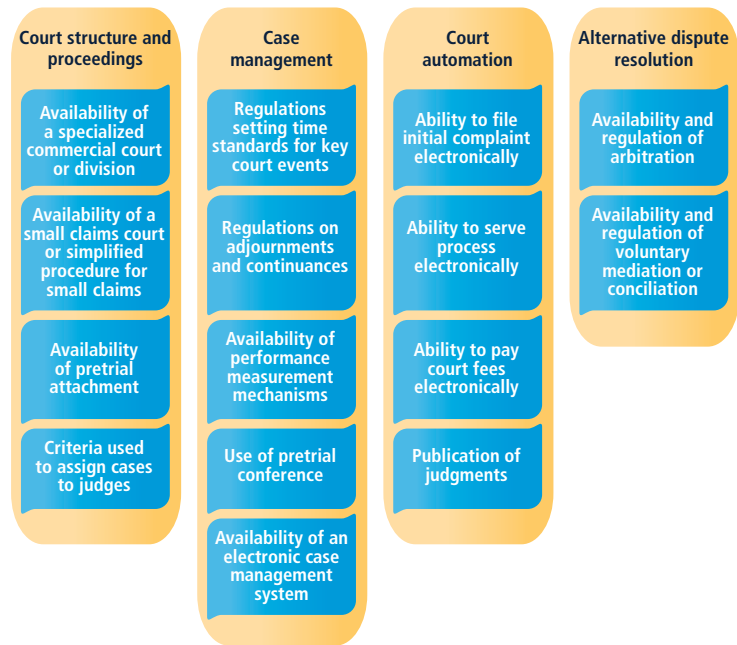 Court structure and
proceedings
Availability of
a specialized
commercial court
or division
Availability of a
small claims court
or simplified
procedure for
small claims
Availability
of pretrial
attachment
Criteria used
to assign cases
to judges
Case
management
Regulations
setting time
standards for key
court events
Regulations on
adjournments
and continuances
Availability of
performance
measurement
mechanisms
Use of pretrial
conference
Availability of an
electronic case
management
system
Court
automation
Ability to file
initial complaint
electronically
Ability to serve
process
electronically
Ability to pay
court fees
electronically
Publication of
judgments
Alternative dispute
resolution
Availability and
regulation of
arbitration
Availability and
regulation of
voluntary
mediation or
conciliation